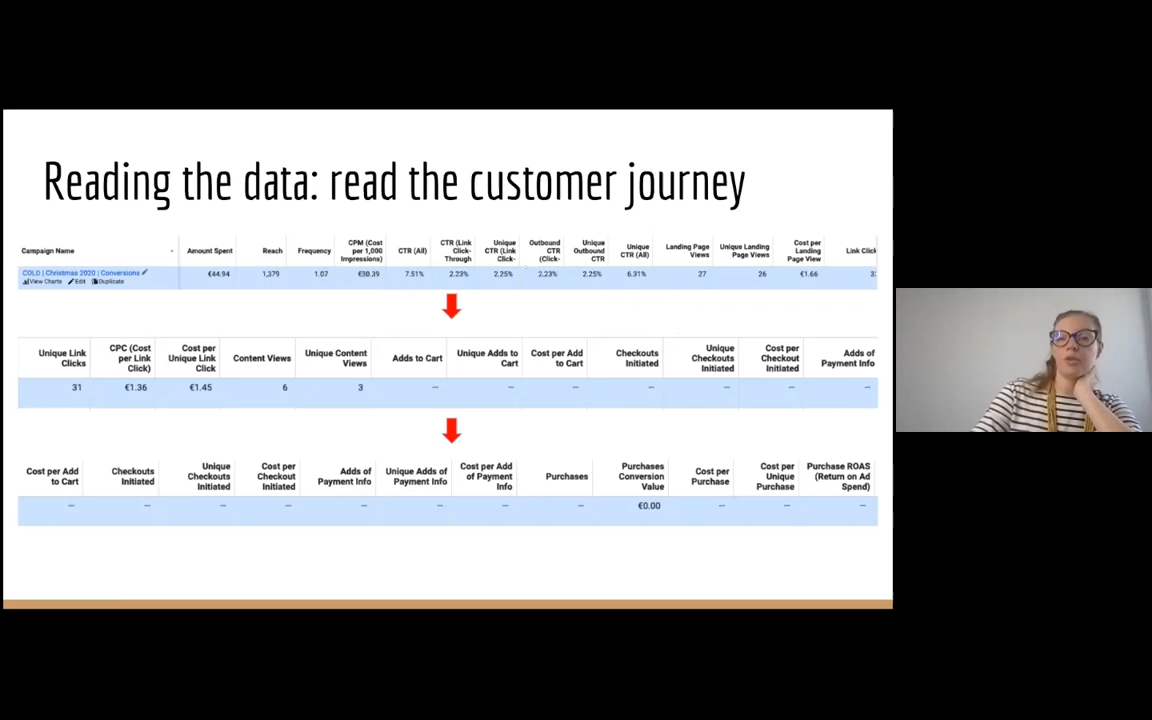 Reading the data: read the customer journey
Campaign Name Amount Spent Reach Frequency CPM (Cost per 1,000 Impressions) CTR (All) CTR (Link Click-Through Unique CTR (Link Click- Outbound CTR (Click- Unique Outbound CTR Unique CTR (All) Landing Page Views Unique Landing Page Views Cost per Landing Page View Link Click
COLD | Christmas 2020 | Conversions €44.94 1,379 1.07 €30.39 7.51% 2.23% 2.25% 2.23% 2.25% 6.31% 27 26 €1.66
View Charts Edit Duplicate
Unique Link Clicks CPC (Cost per Link Click) Cost per Unique Link Click Content Views Unique Content Views Adds to Cart Unique Adds to Cart Cost per Add to Cart Checkouts Initiated Unique Checkouts Initiated Cost per Checkout Initiated Adds of Payment Info
31 €1.36 €1.45 6 3 — — — — — — —
Cost per Add to Cart Checkouts Initiated Unique Checkouts Initiated Cost per Checkout Initiated Adds of Payment Info Unique Adds of Payment Info Cost per Add of Payment Info Purchases Purchases Conversion Value Cost per Purchase Cost per Unique Purchase Purchase ROAS (Return on Ad Spend)
— — — — — — — — €0.00 — — —